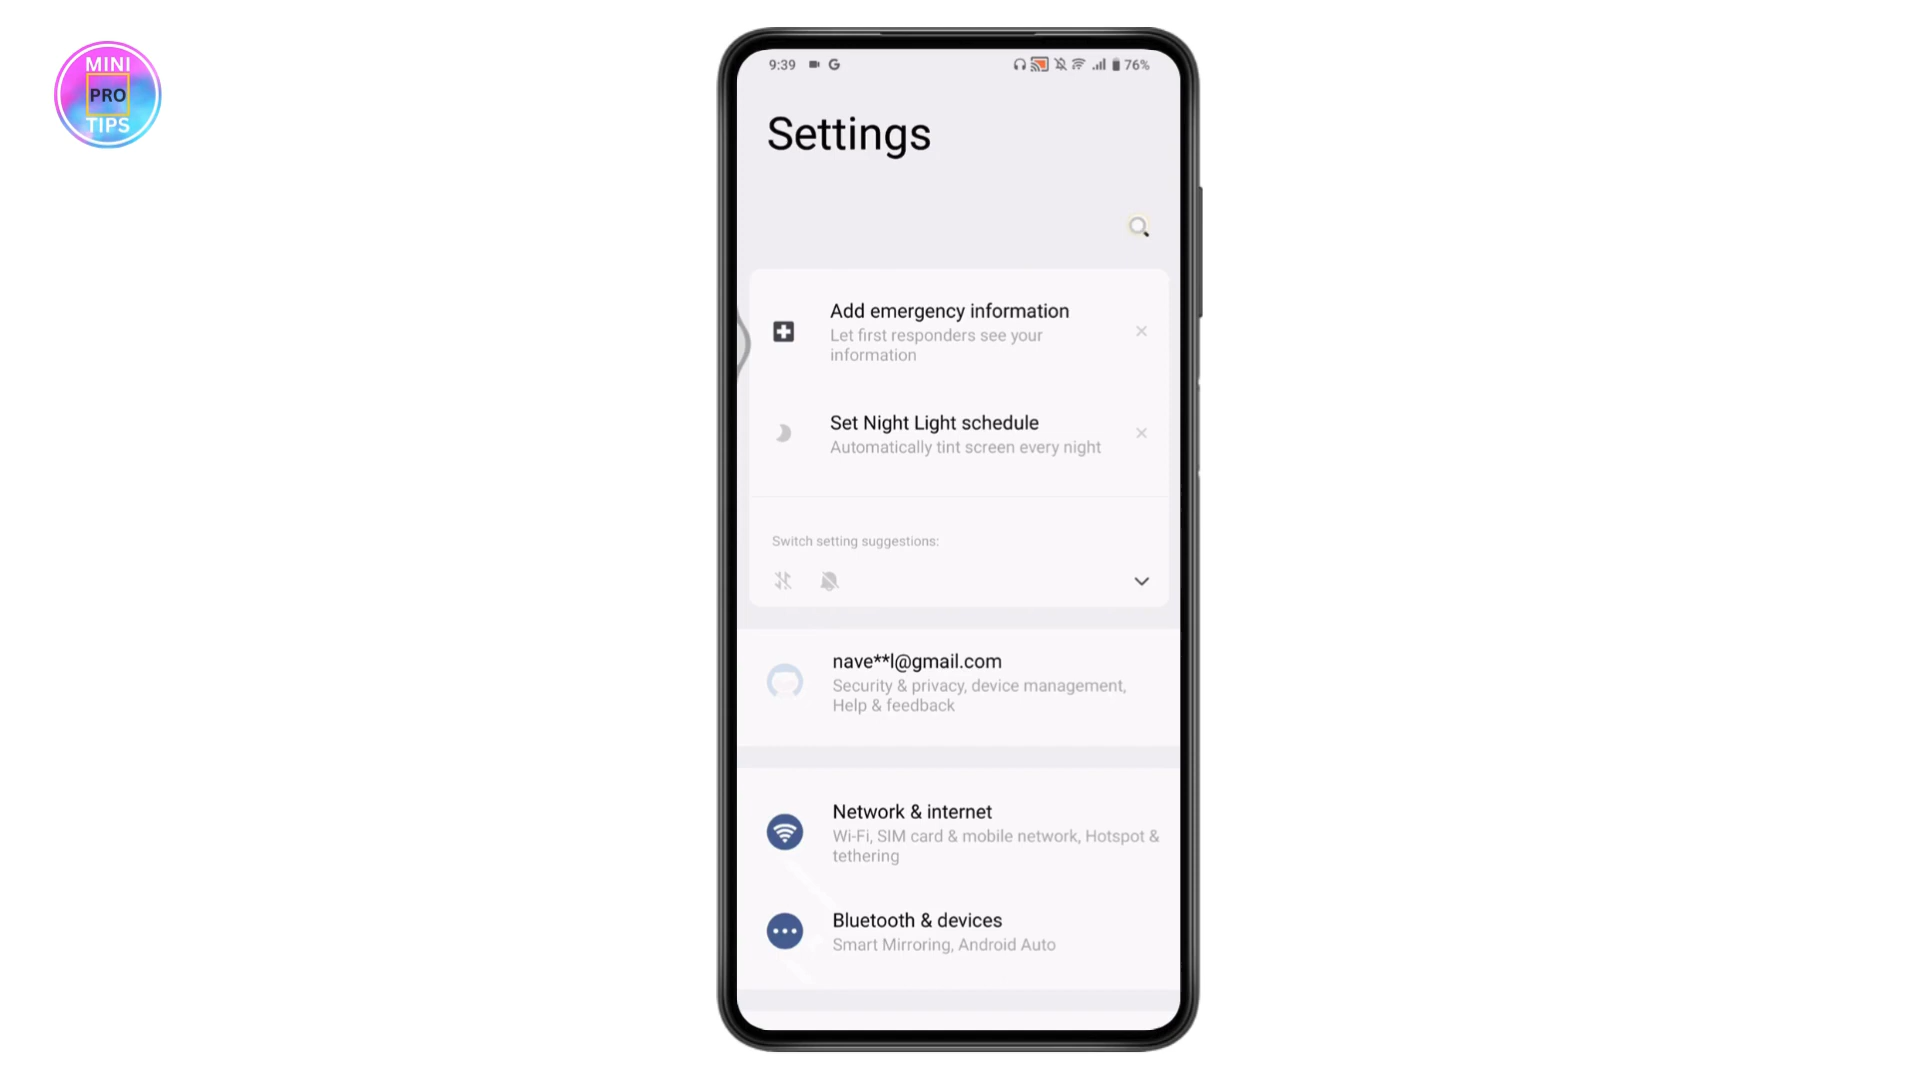 MINI
PRO
TIPS
9:39 G 76%
Settings
Add emergency information
Let first responders see your
information
Set Night Light schedule
Automatically tint screen every night
Switch setting suggestions:
nave**l@gmail.com
Security & privacy, device management,
Help & feedback
Network & internet
Wi-Fi, SIM card & mobile network, Hotspot &
tethering
Bluetooth & devices
Smart Mirroring, Android Auto